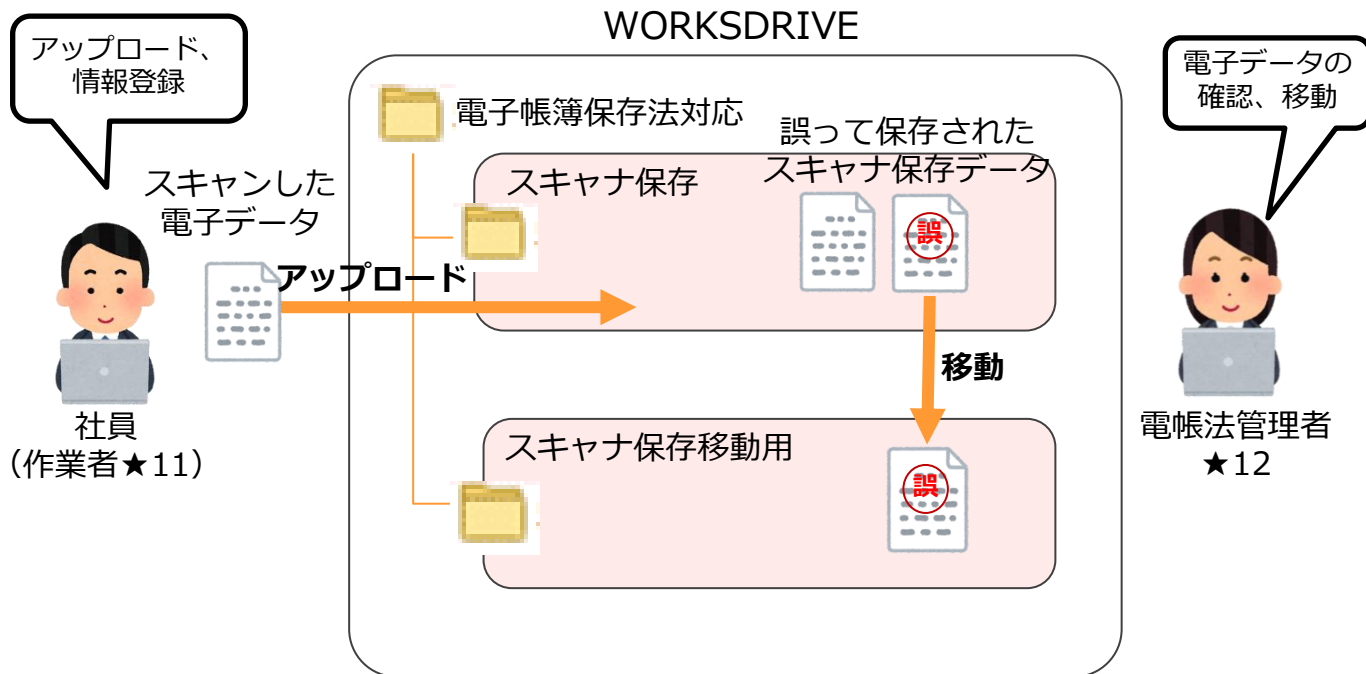 WORKSDRIVE
アップロード、
情報登録
電子データの
確認、移動
電子帳簿保存法対応
誤って保存された
スキャナ保存データ
スキャナ保存
スキャンした
電子データ
誤
アップロード
移動
社員
（作業者★11）
スキャナ保存移動用
誤
電帳法管理者
★12